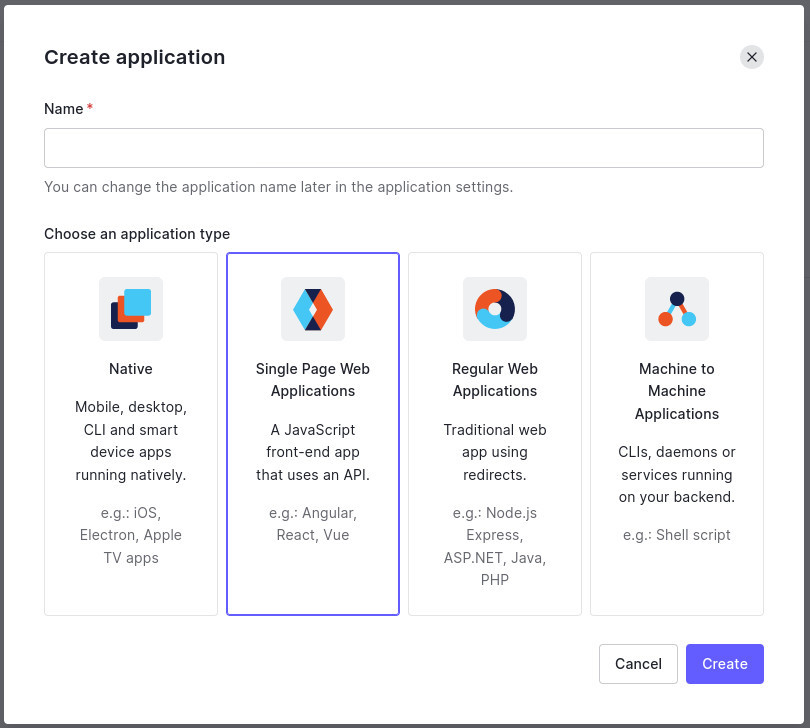 Create application
Name *
You can change the application name later in the application settings.
Choose an application type
Native
Mobile, desktop,
CLI and smart
device apps
running natively.
e.g.: iOS,
Electron, Apple
TV apps
Single Page Web
Applications
A JavaScript
front-end app
that uses an API.
e.g.: Angular,
React, Vue
Regular Web
Applications
Traditional web
app using
redirects.
e.g.: Node.js
Express,
ASP.NET, Java,
PHP
Machine to
Machine
Applications
CLIs, daemons or
services running
on your backend.
e.g.: Shell script
Cancel
Create